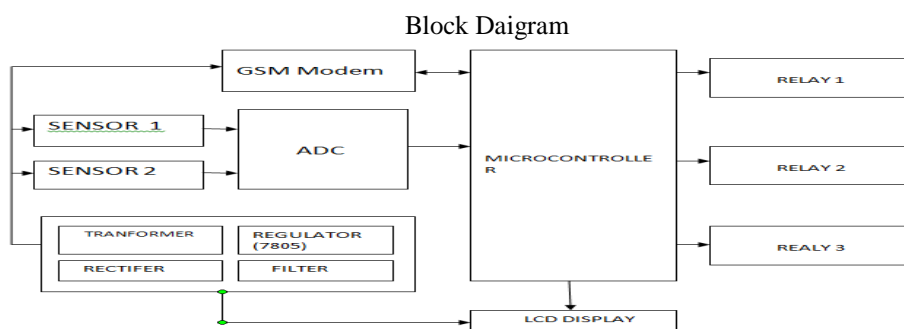 Block Daigram
GSM Modem
SENSOR 1
ADC
SENSOR 2
MICROCONTROLLE
R
RELAY 1
RELAY 2
REALY 3
TRANFORMER
REGULATOR
(7805)
RECTIFER
FILTER
LCD DISPLAY